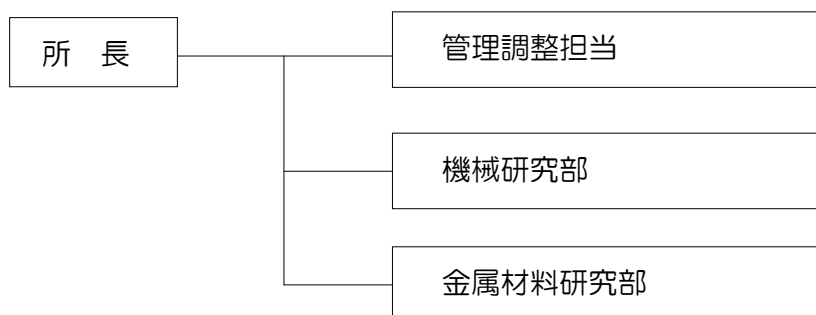 所　長
管理調整担当
機械研究部
金属材料研究部